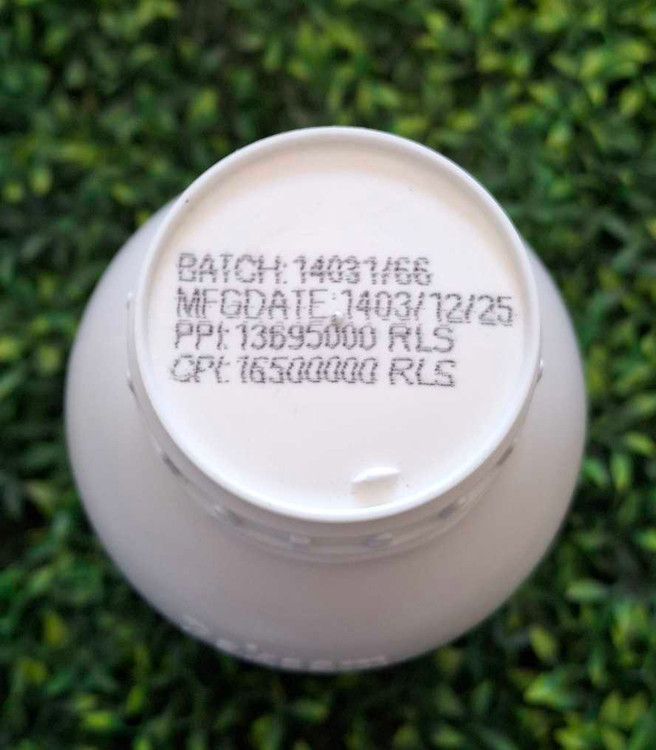 BATCH: 14031/66
MFGDATE: 1403/12/25
PPI: 13695000 RLS
CPI: 16500000 RLS